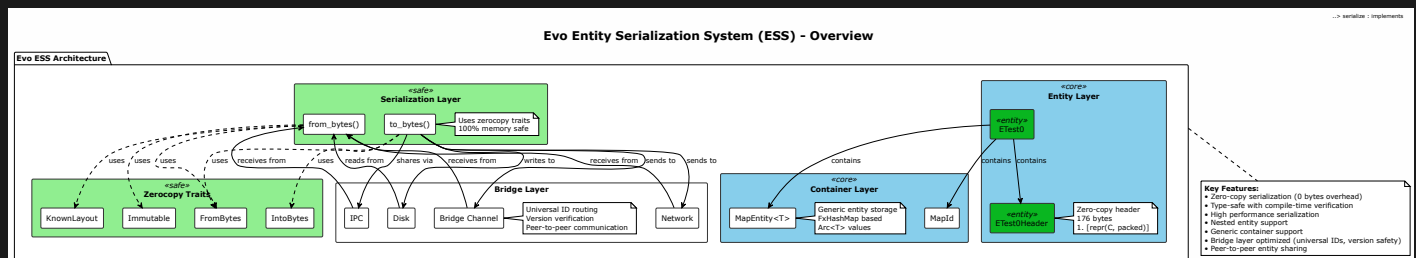 ..> serialize : implements
Evo Entity Serialization System (ESS) - Overview
Evo ESS Architecture
«safe»
Serialization Layer
from_bytes()
to_bytes()
Uses zerocopy traits
100% memory safe
«core»
Entity Layer
«entity»
ETest0
uses
uses
uses
receives from
uses
reads from
shares via
receives from
writes to
receives from
sends to
sends to
contains
contains
contains
«safe»
Zerocopy Traits
KnownLayout
Immutable
FromBytes
IntoBytes
Bridge Layer
IPC
Disk
Bridge Channel
Universal ID routing
Version verification
Peer-to-peer communication
Network
«core»
Container Layer
MapEntity<T>
Generic entity storage
FxHashMap based
Arc<T> values
MapId
«entity»
ETest0Header
Zero-copy header
176 bytes
1. [repr(C, packed)]
Key Features:
• Zero-copy serialization (0 bytes overhead)
• Type-safe with compile-time verification
• High performance serialization
• Nested entity support
• Generic container support
• Bridge layer optimized (universal IDs, version safety)
• Peer-to-peer entity sharing